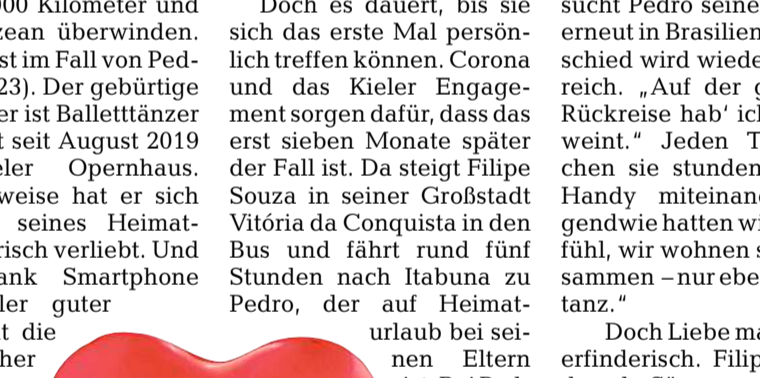 000 Kilometer und
zean überwinden.
st im Fall von Ped-
23). Der gebürtige
er ist Balletttänzer
t seit August 2019
eler Opernhaus.
weise hat er sich
seines Heimat-
risch verliebt. Und
ank Smartphone
ler guter
t die
her
Doch es dauert, bis sie
sich das erste Mal persön-
lich treffen können. Corona
und das Kieler Engage-
ment sorgen dafür, dass das
erst sieben Monate später
der Fall ist. Da steigt Filipe
Souza in seiner Großstadt
Vitória da Conquista in den
Bus und fährt rund fünf
Stunden nach Itabuna zu
Pedro, der auf Heimat-
urlaub bei sei-
nen Eltern
sucht Pedro seine
erneut in Brasilien
schied wird wiede
reich. „Auf der g
Rückreise hab‘ ich
weint.“ Jeden T
chen sie stunden
Handy miteinan
gendwie hatten wi
fühl, wir wohnen s
sammen – nur ebe
tanz.“
Doch Liebe ma
erfinderisch. Filip